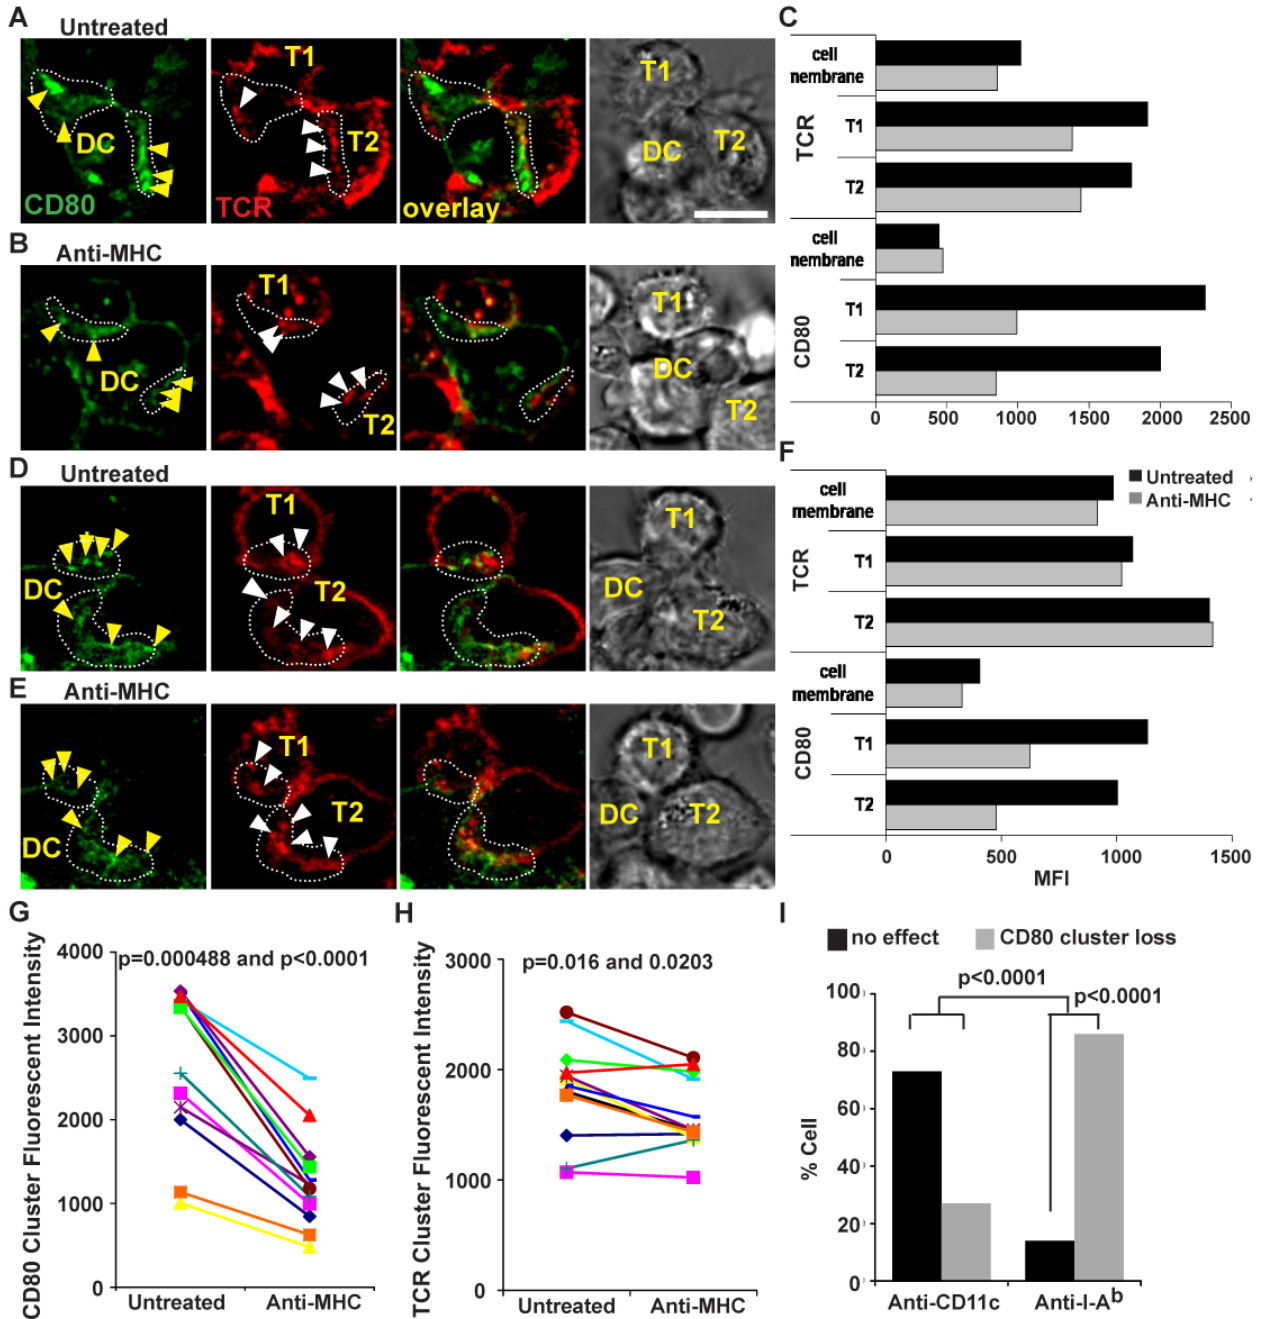 A
Untreated
T1
T2
DC
CD80
TCR
overlay
T1
DC
T2
B
Anti-MHC
T1
DC
T2
T1
DC
T2
D
Untreated
T1
DC
T2
T1
DC
T2
E
Anti-MHC
T1
T2
DC
T1
DC
T2
C
cell
nembrane
TCR
T1
T2
cell
nembrane
CD80
T1
T2
0 500 1000 1500 2000 2500
F
Untreated
Anti-MHC
cell
membrane
TCR
T1
T2
cell
membrane
CD80
T1
T2
0 500 1000 1500
MFI
G
CD80 Cluster Fluorescent Intensity
4000
p=0.000488 and p<0.0001
3000
2000
1000
0
Untreated Anti-MHC
H
TCR Cluster Fluorescent Intensity
3000
p=0.016 and 0.0203
2000
1000
0
Untreated Anti-MHC
I
no effect CD80 cluster loss
p<0.0001
p<0.0001
% Cell
100
80
60
40
20
0
Anti-CD11c Anti-I-Ab